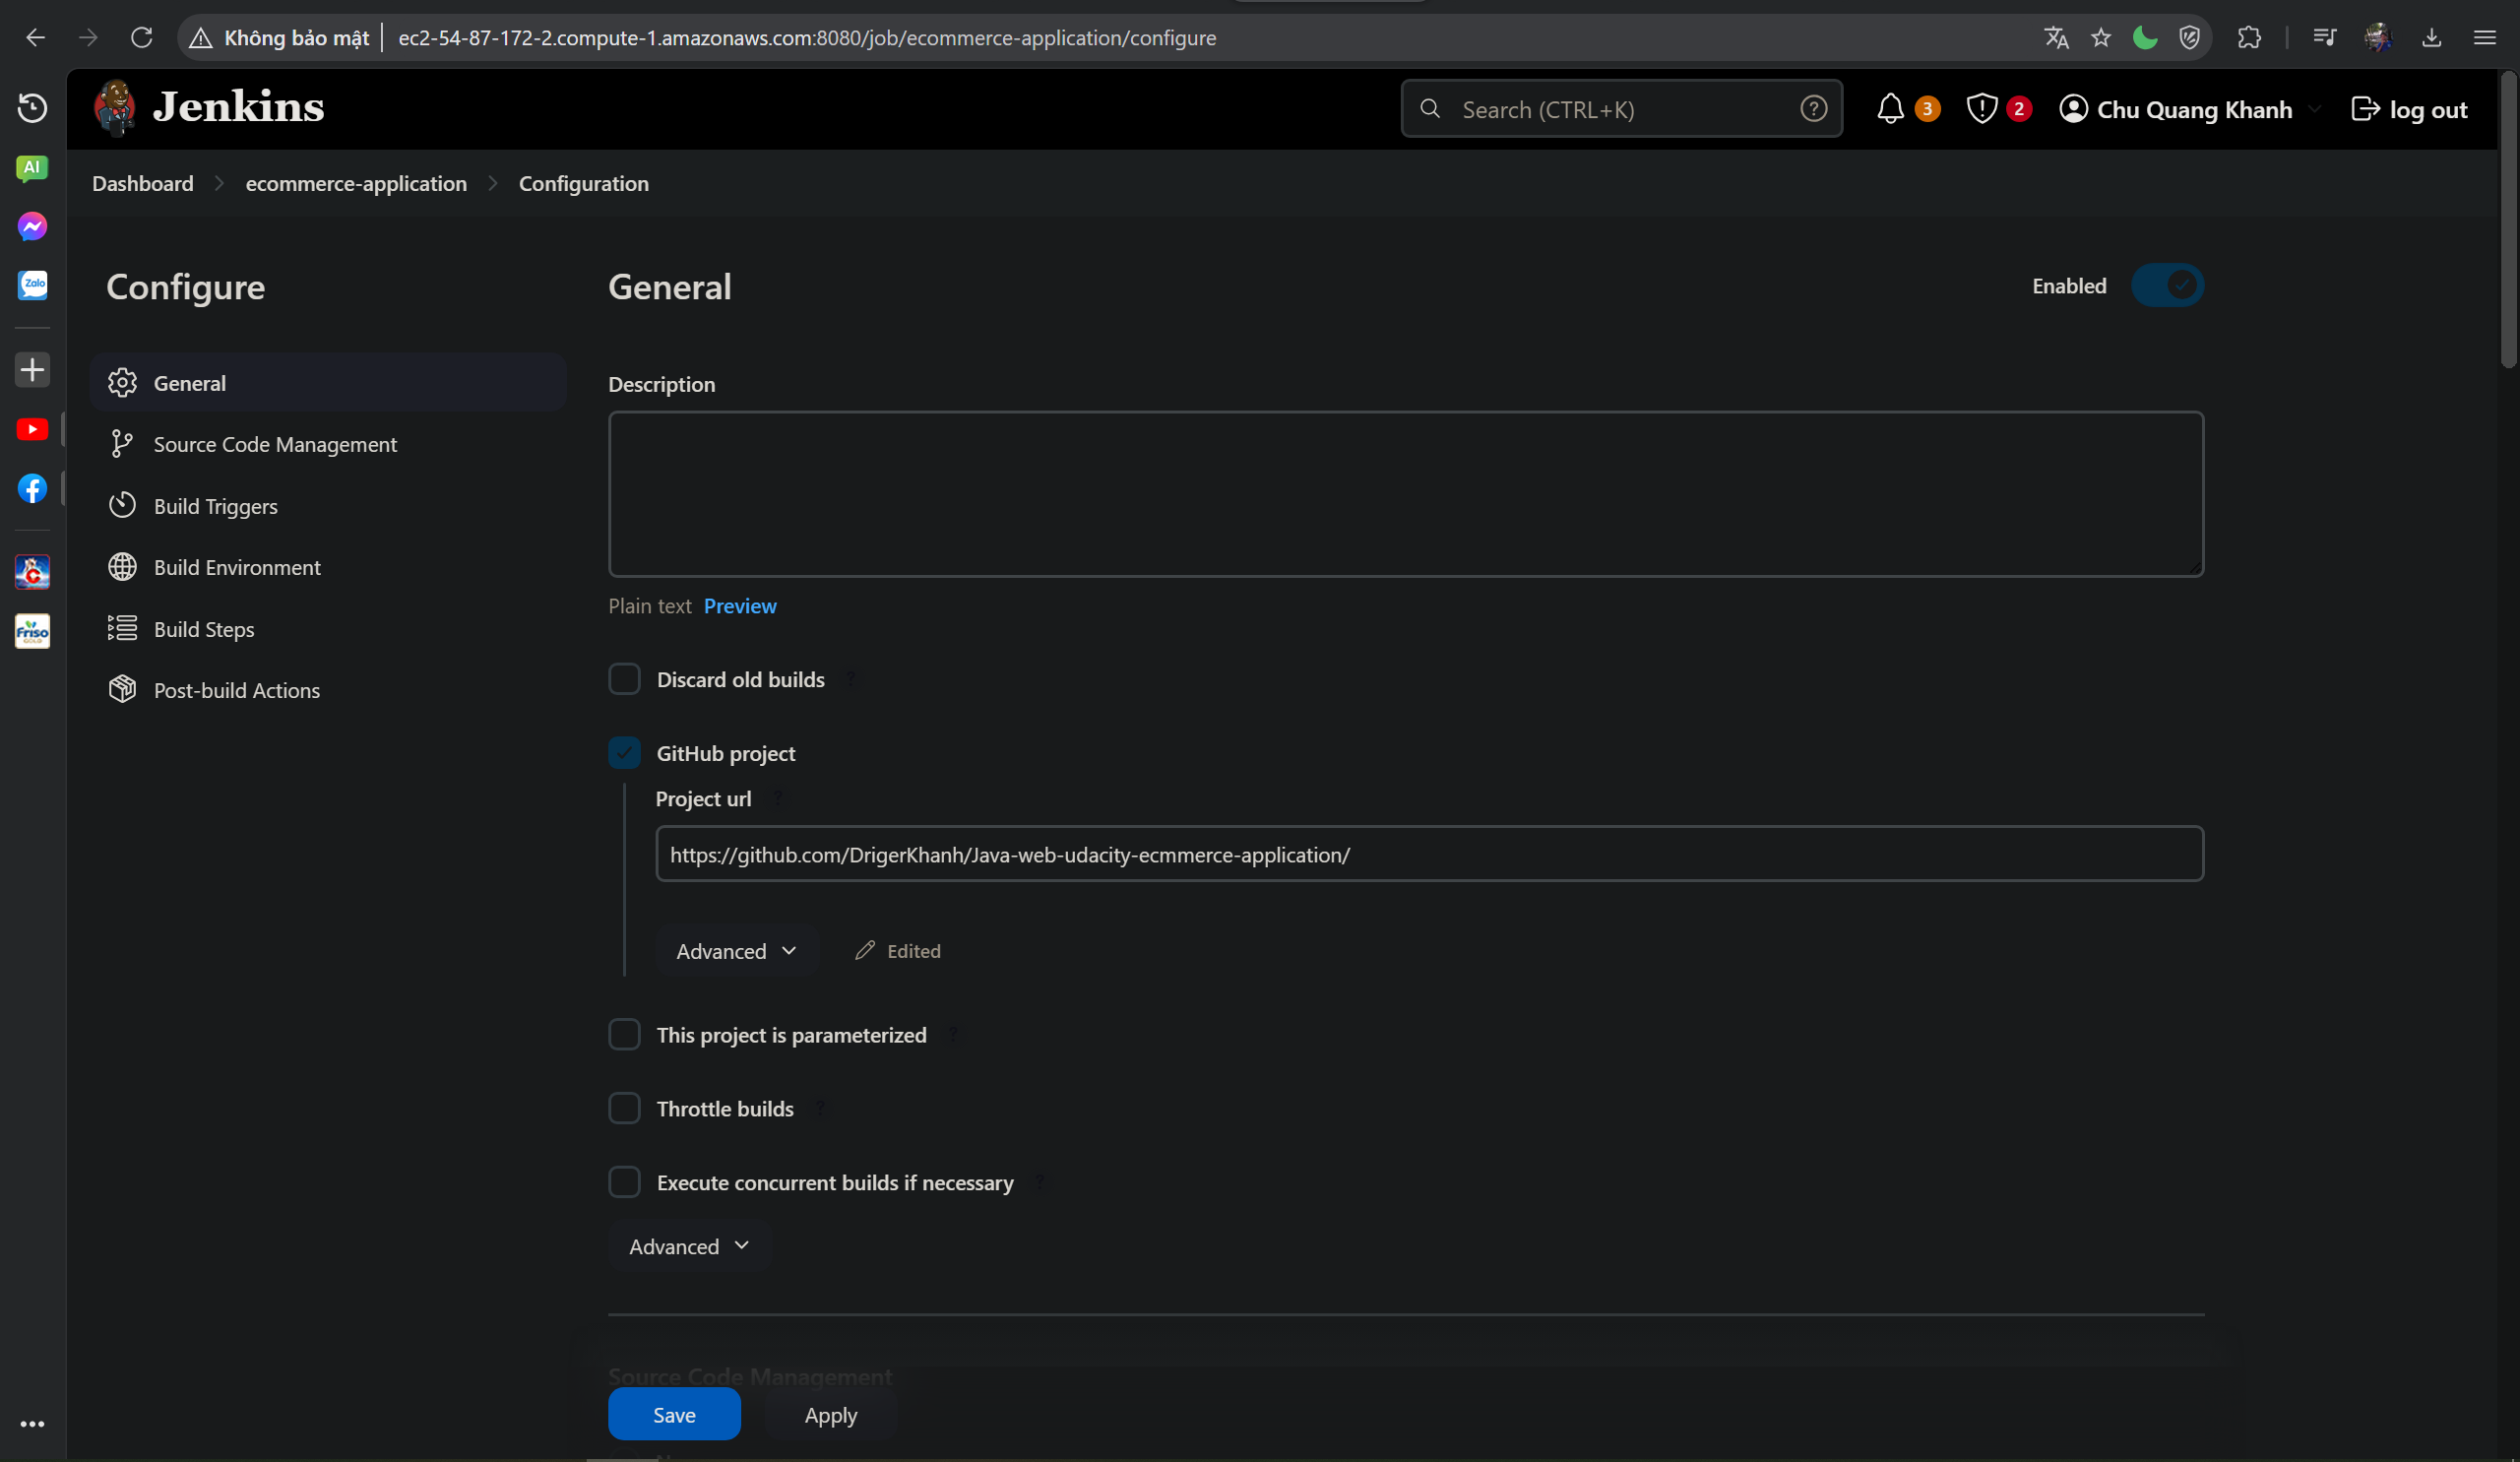 Không bảo mật
ec2-54-87-172-2.compute-1.amazonaws.com:8080/job/ecommerce-application/configure
Jenkins
Search (CTRL+K)
?
3
2
Chu Quang Khanh
log out
AI
Zalo
Friso
GOLD
Dashboard
ecommerce-application
Configuration
Configure
General
Source Code Management
Build Triggers
Build Environment
Build Steps
Post-build Actions
General
Enabled
Description
Plain text Preview
Discard old builds ?
GitHub project
Project url ?
https://github.com/DrigerKhanh/Java-web-udacity-ecmmerce-application/
Advanced
Edited
This project is parameterized ?
Throttle builds ?
Execute concurrent builds if necessary ?
Advanced
Source Code Management
Save
Apply